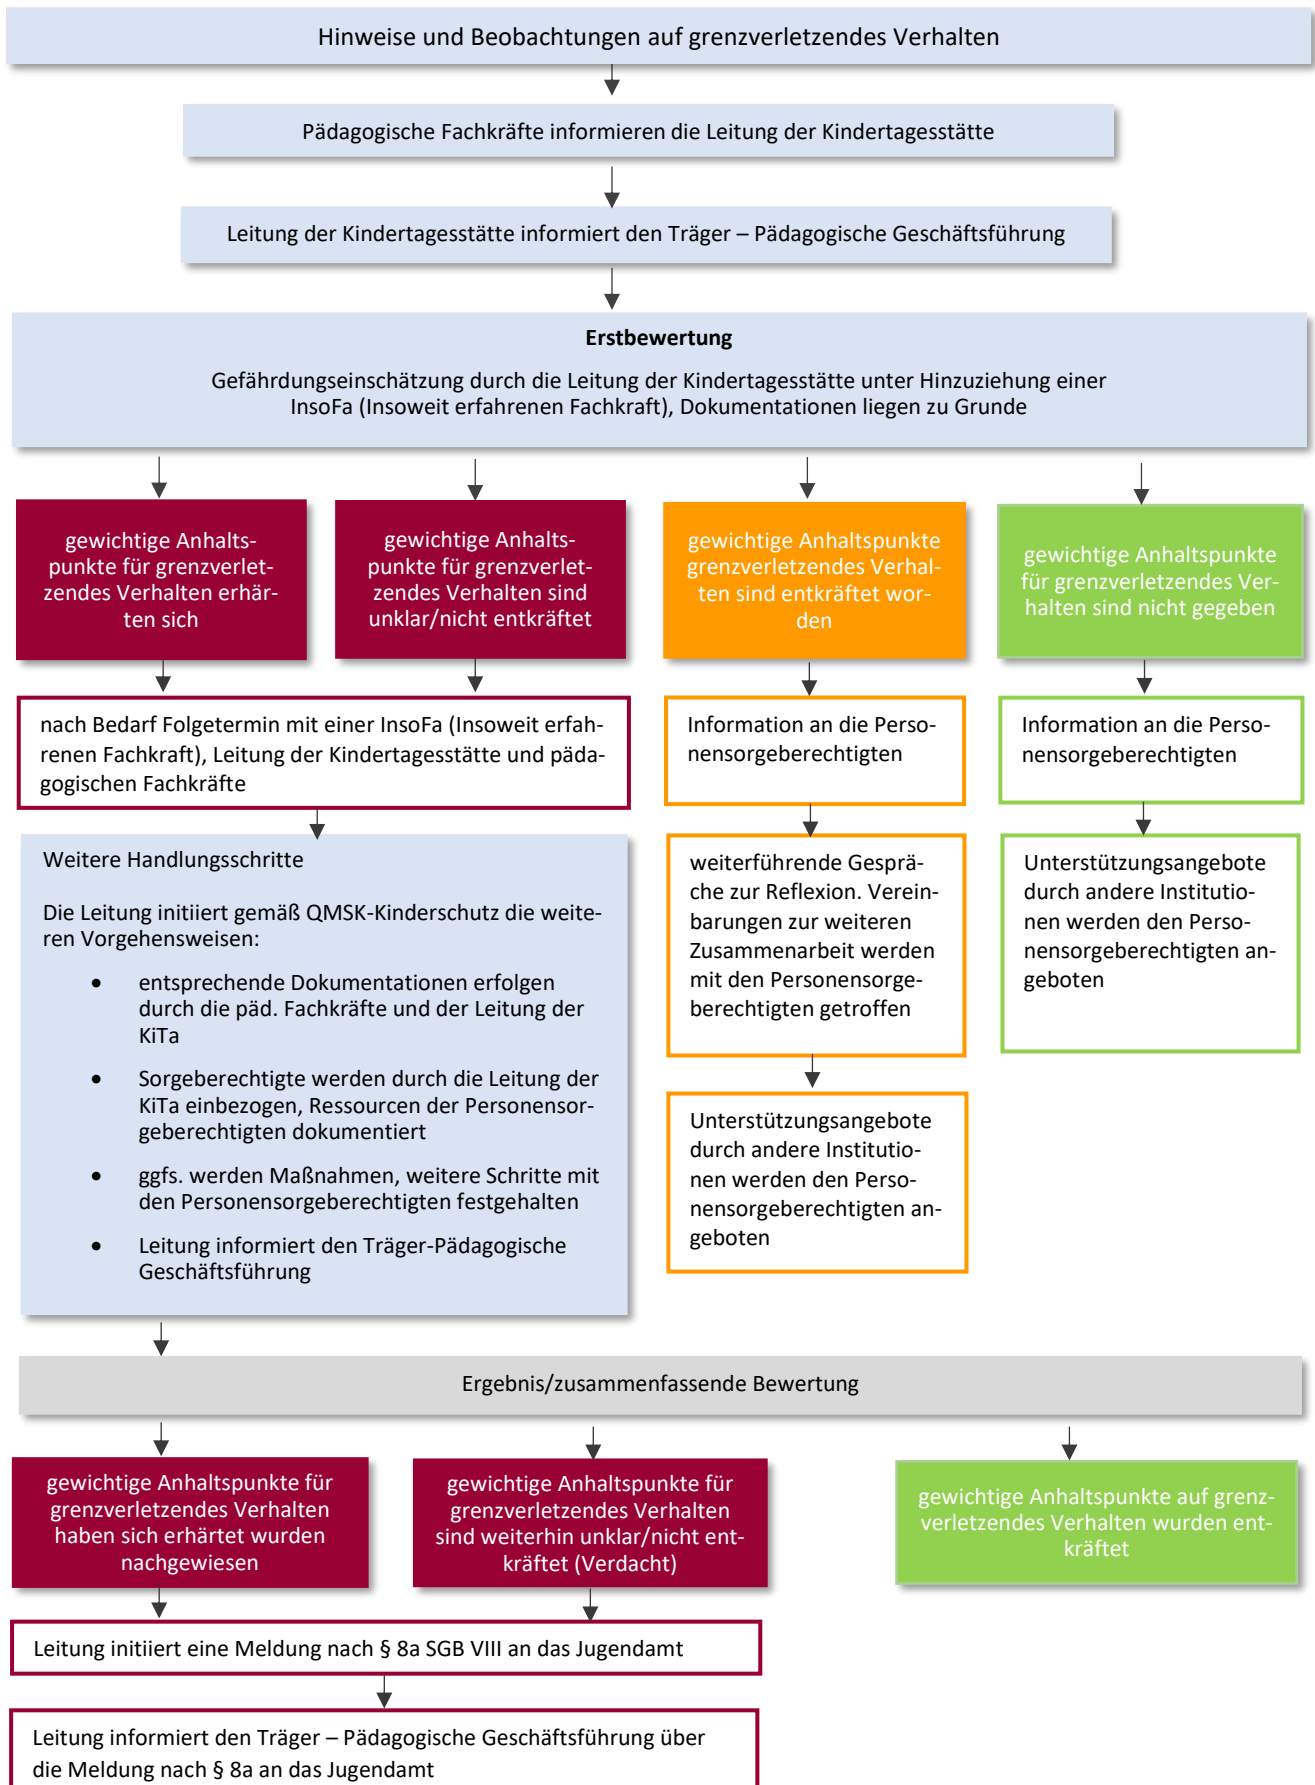 Hinweise und Beobachtungen auf grenzverletzendes Verhalten
Pädagogische Fachkräfte informieren die Leitung der Kindertagesstätte
Leitung der Kindertagesstätte informiert den Träger – Pädagogische Geschäftsführung
Erstbewertung
Gefährdungseinschätzung durch die Leitung der Kindertagesstätte unter Hinzuziehung einer
InsoFa (Insoweit erfahrenen Fachkraft), Dokumentationen liegen zu Grunde
gewichtige Anhalts-
punkte für grenzverlet-
zendes Verhalten erhär-
ten sich
gewichtige Anhalts-
punkte für grenzverlet-
zendes Verhalten sind
unklar/nicht entkräftet
gewichtige Anhaltspunkte
grenzverletzendes Verhal-
ten sind entkräftet wor-
den
gewichtige Anhaltspunkte
für grenzverletzendes Ver-
halten sind nicht gegeben
nach Bedarf Folgetermin mit einer InsoFa (Insoweit erfah-
renen Fachkraft), Leitung der Kindertagesstätte und päda-
gogischen Fachkräfte
Information an die Perso-
nensorgeberechtigten
Information an die Perso-
nensorgeberechtigten
Weitere Handlungsschritte
Die Leitung initiiert gemäß QMSK-Kinderschutz die weite-
ren Vorgehensweisen:
• entsprechende Dokumentationen erfolgen
durch die päd. Fachkräfte und der Leitung der
KiTa
• Sorgeberechtigte werden durch die Leitung der
KiTa einbezogen, Ressourcen der Personensor-
geberechtigten dokumentiert
• ggfs. werden Maßnahmen, weitere Schritte mit
den Personensorgeberechtigten festgehalten
• Leitung informiert den Träger-Pädagogische
Geschäftsführung
weiterführende Gesprä-
che zur Reflexion. Verein-
barungen zur weiteren
Zusammenarbeit werden
mit den Personensorge-
berechtigten getroffen
Unterstützungsangebote
durch andere Institutio-
nen werden den Perso-
nensorgeberechtigten an-
geboten
Unterstützungsangebote
durch andere Institutio-
nen werden den Perso-
nensorgeberechtigten an-
geboten
Ergebnis/zusammenfassende Bewertung
gewichtige Anhaltspunkte für
grenzverletzendes Verhalten
haben sich erhärtet wurden
nachgewiesen
gewichtige Anhaltspunkte für
grenzverletzendes Verhalten
sind weiterhin unklar/nicht ent-
kräftet (Verdacht)
gewichtige Anhaltspunkte auf grenz-
verletzendes Verhalten wurden ent-
kräftet
Leitung initiiert eine Meldung nach § 8a SGB VIII an das Jugendamt
Leitung informiert den Träger – Pädagogische Geschäftsführung über
die Meldung nach § 8a an das Jugendamt